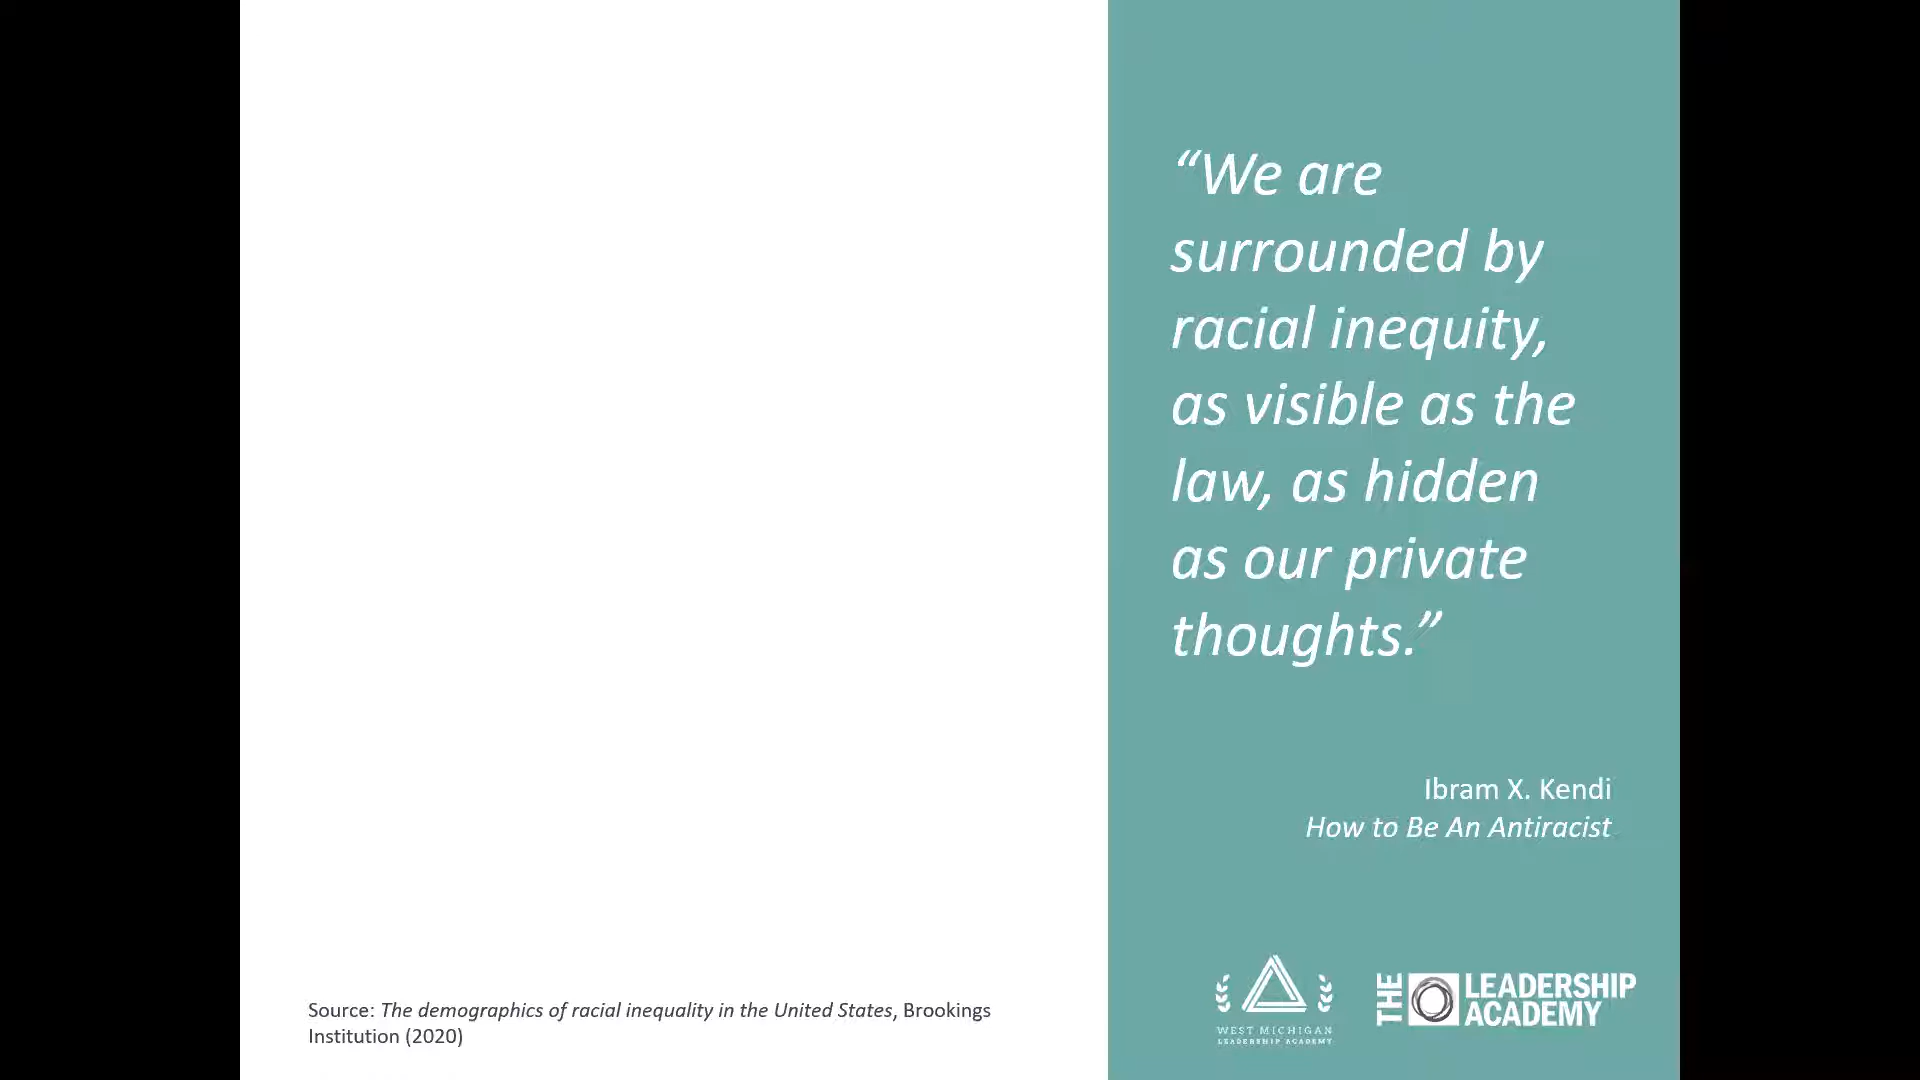 “We are
surrounded by
racial inequity,
as visible as the
law, as hidden
as our private
thoughts.”
Ibram X. Kendi
How to Be An Antiracist
Source: The demographics of racial inequality in the United States, Brookings
Institution (2020)
WEST MICHIGAN
LEADERSHIP ACADEMY
THE
LEADERSHIP
ACADEMY